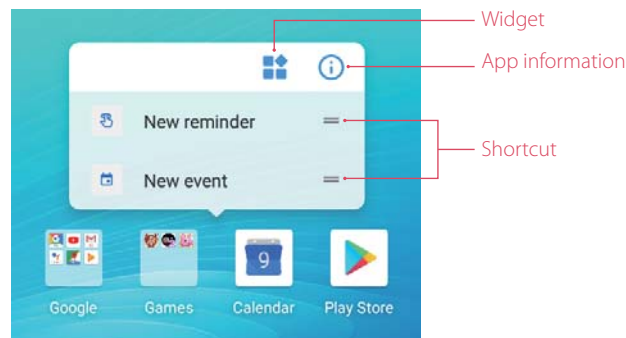 Widget
App information
New reminder
Shortcut
New event
9
Google Games Calendar Play Store